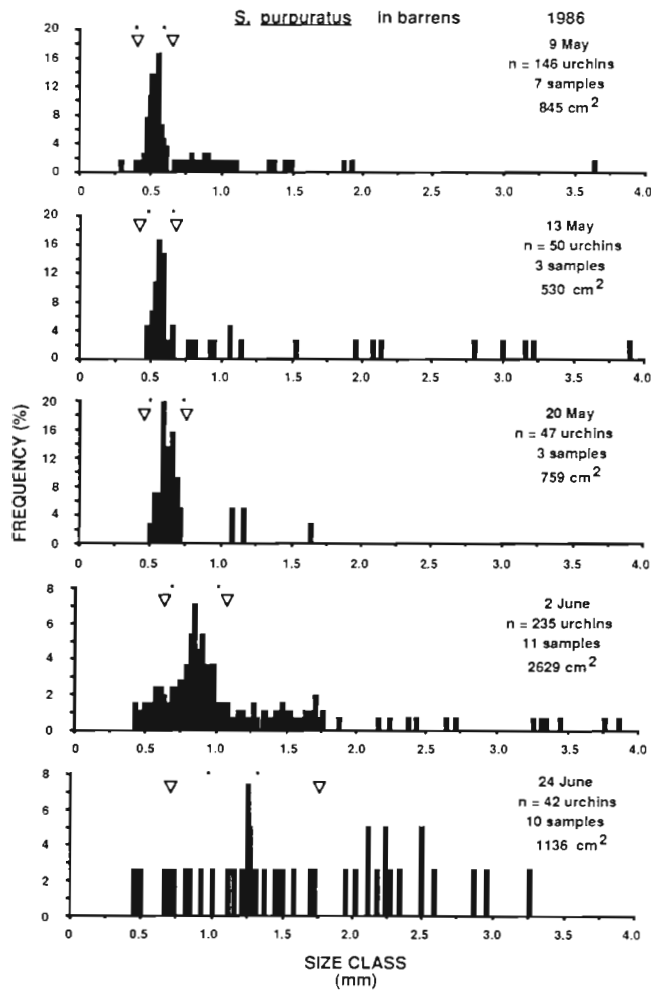 S. purpuratus in barrens 1986
9 May
n = 146 urchins
7 samples
845 cm2
20
16
12
8
4
0
0 0.5 1.0 1.5 2.0 2.5 3.0 3.5 4.0
13 May
n = 50 urchins
3 samples
530 cm2
20
16
12
8
4
0
0 0.5 1.0 1.5 2.0 2.5 3.0 3.5 4.0
20 May
n = 47 urchins
3 samples
759 cm2
20
16
12
8
4
0
0 0.5 1.0 1.5 2.0 2.5 3.0 3.5 4.0
FREQUENCY (%)
2 June
n = 235 urchins
11 samples
2629 cm2
8
6
4
2
0
0 0.5 1.0 1.5 2.0 2.5 3.0 3.5 4.0
24 June
n = 42 urchins
10 samples
1136 cm2
8
6
4
2
0
0 0.5 1.0 1.5 2.0 2.5 3.0 3.5 4.0
SIZE CLASS
(mm)